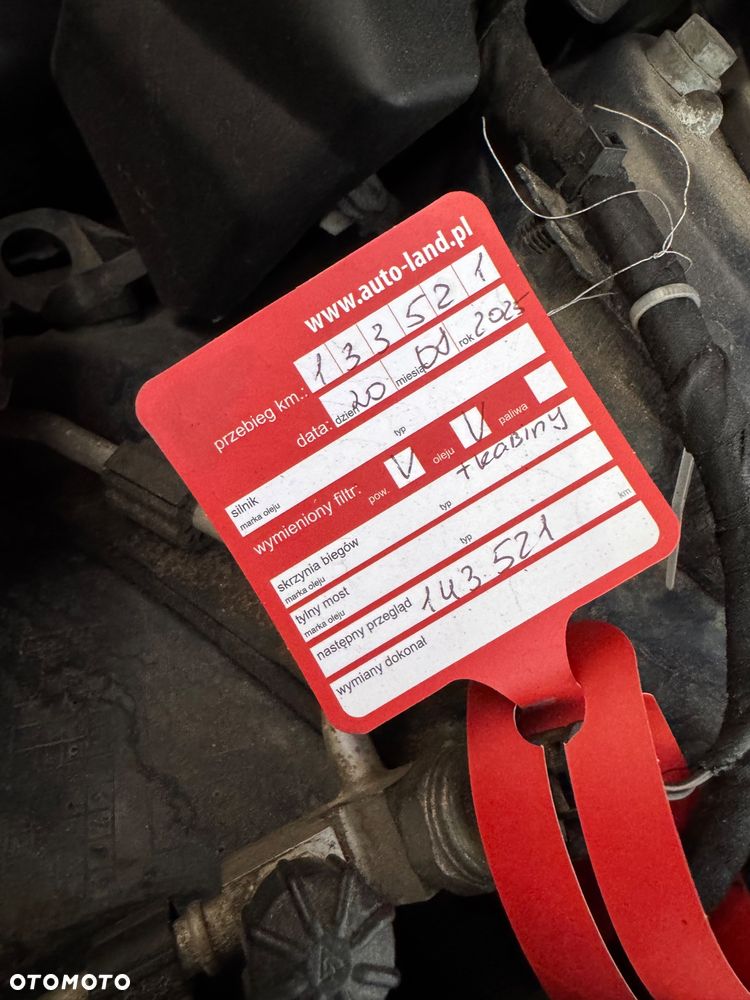 www.auto-land.pl
przebieg km.: 133521
data: dzień 20 miesiąc rok 2025
silnik
marka oleju typ
wymieniony filtr: pow. V oleju V paliwa
+ kabiny
skrzynia biegów
marka oleju typ
tylny most
marka oleju typ
następny przegląd 143.521 km
wymiany dokonał
OTOMOTO